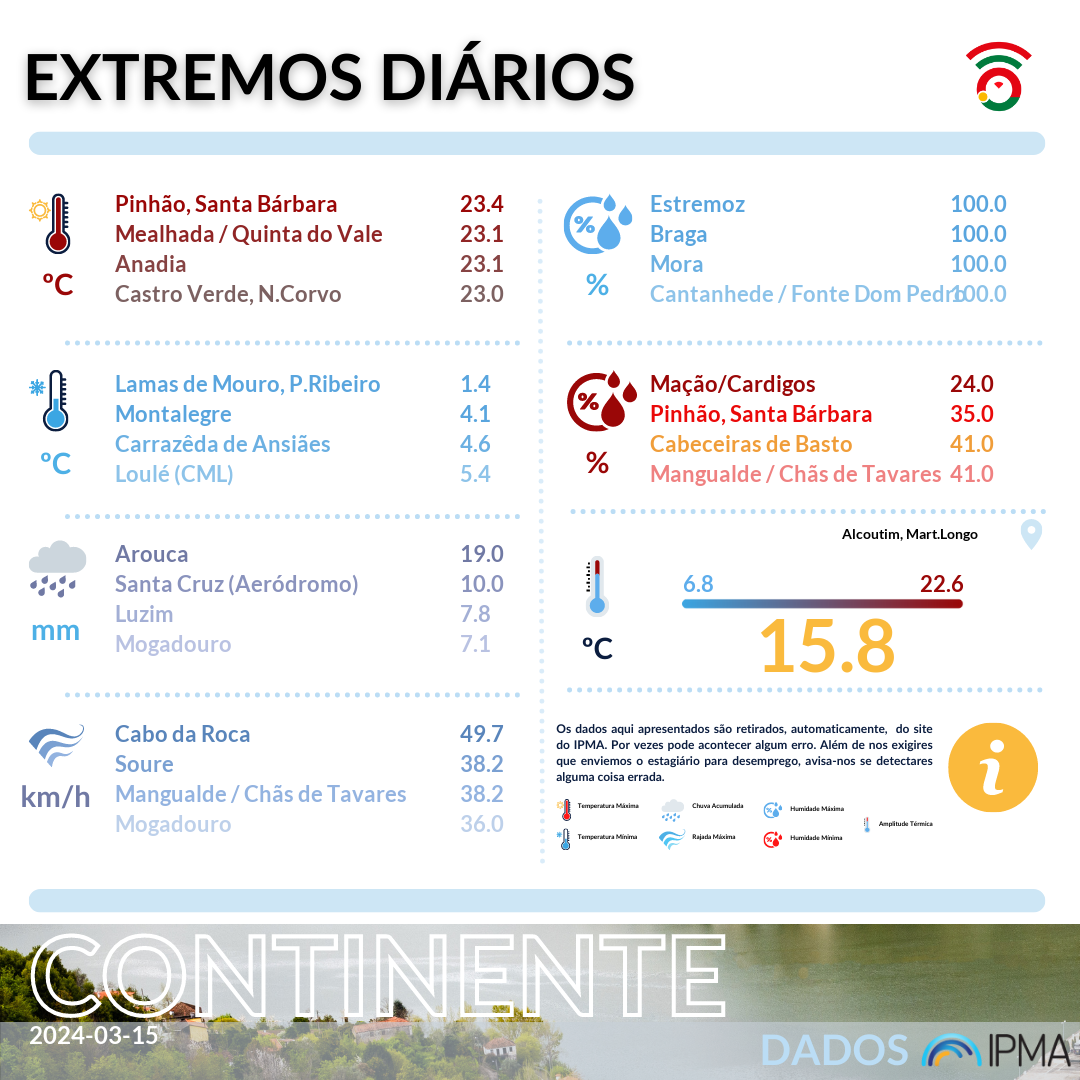 EXTREMOS DIÁRIOS
Pinhão, Santa Bárbara 23.4
Mealhada / Quinta do Vale 23.1
Anadia 23.1
Castro Verde, N.Corvo 23.0
ºC
Lamas de Mouro, P.Ribeiro 1.4
Montalegre 4.1
Carrazêda de Ansiães 4.6
Loulé (CML) 5.4
ºC
Arouca 19.0
Santa Cruz (Aeródromo) 10.0
Luzim 7.8
Mogadouro 7.1
mm
Cabo da Roca 49.7
Soure 38.2
Mangualde / Chãs de Tavares 38.2
Mogadouro 36.0
km/h
%
Estremoz 100.0
Braga 100.0
Mora 100.0
Cantanhede / Fonte Dom Pedro 100.0
%
%
Mação/Cardigos 24.0
Pinhão, Santa Bárbara 35.0
Cabeceiras de Basto 41.0
Mangualde / Chãs de Tavares 41.0
%
Alcoutim, Mart.Longo
6.8 22.6
15.8
ºC
Os dados aqui apresentados são retirados, automaticamente, do site
do IPMA. Por vezes pode acontecer algum erro. Além de nos exigires
que enviemos o estagiário para desemprego, avisa-nos se detectares
alguma coisa errada.
i
Temperatura Máxima Chuva Acumulada Humidade Máxima
Amplitude Térmica
Temperatura Mínima Rajada Máxima Humidade Mínima
CONTINENTE
2024-03-15
DADOS IPMA